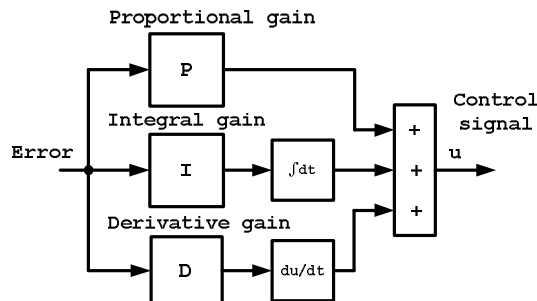 Proportional gain
P
Integral gain
Control
signal
Error
I
∫dt
+
+
+
u
Derivative gain
D
du/dt